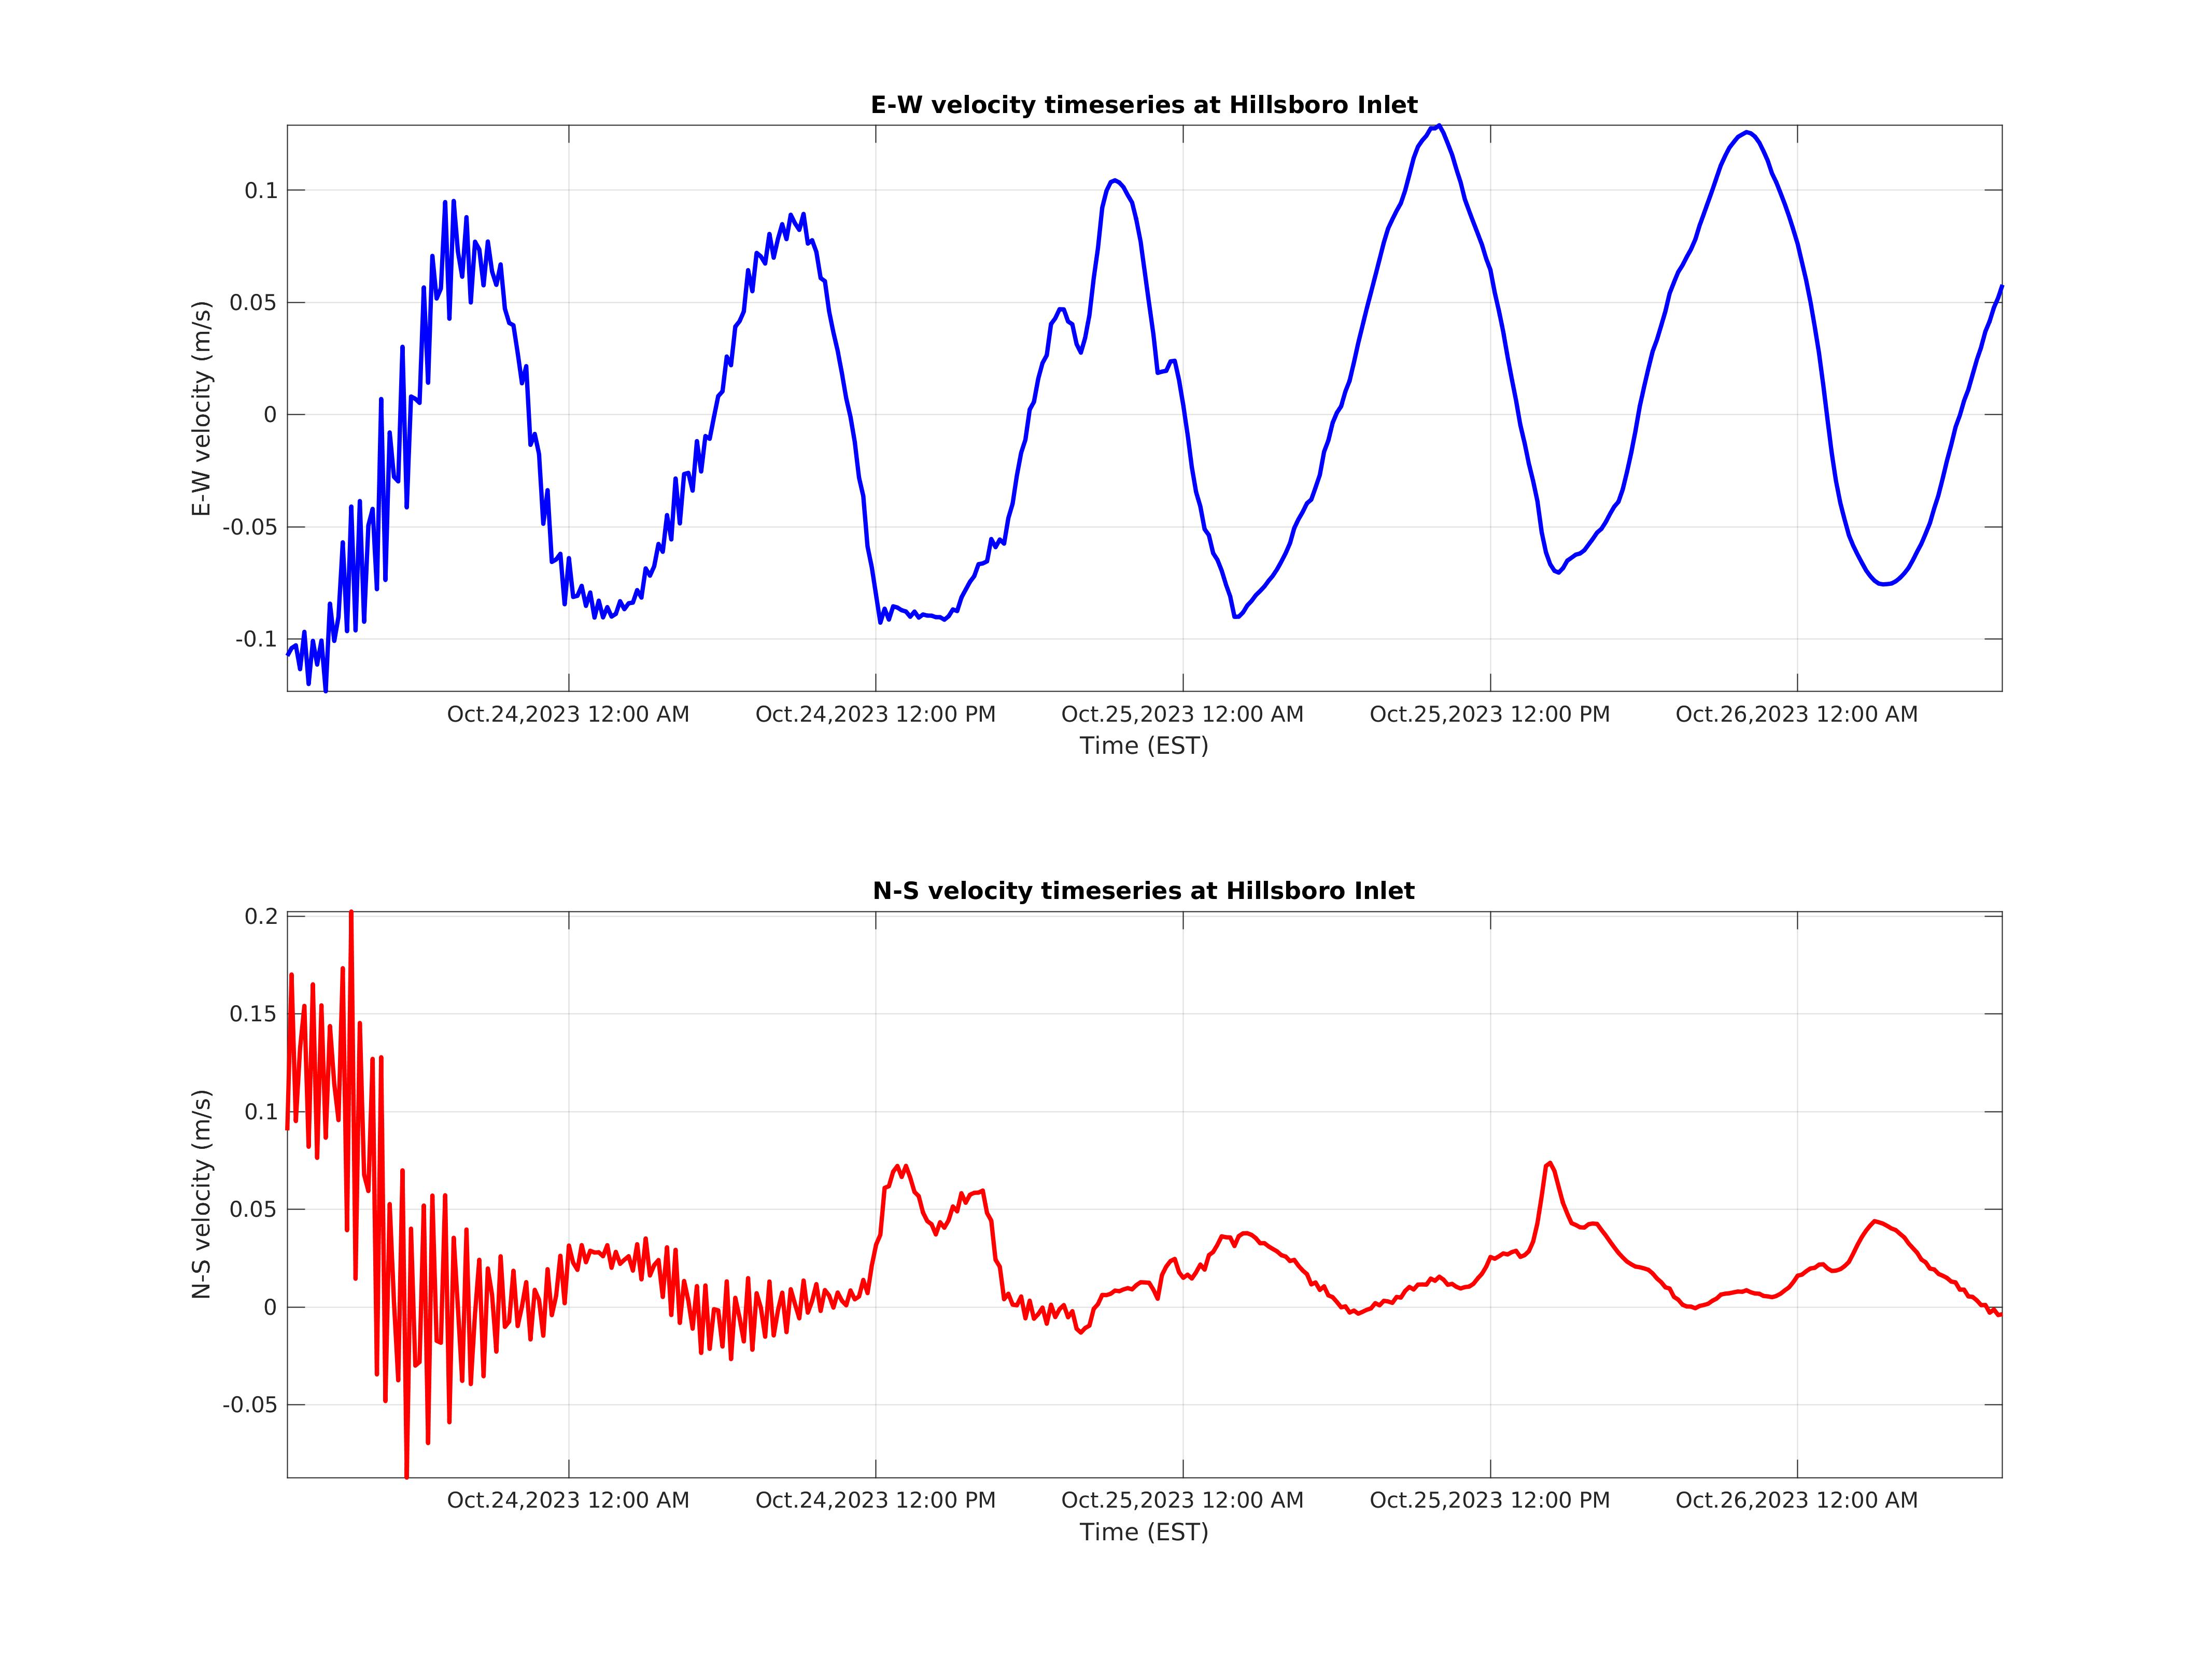 E-W velocity timeseries at Hillsboro Inlet
0.1
0.05
0
-0.05
-0.1
E-W velocity (m/s)
Oct.24,2023 12:00 AM
Oct.24,2023 12:00 PM
Oct.25,2023 12:00 AM
Oct.25,2023 12:00 PM
Oct.26,2023 12:00 AM
Time (EST)
N-S velocity timeseries at Hillsboro Inlet
0.2
0.15
0.1
0.05
0
-0.05
N-S velocity (m/s)
Oct.24,2023 12:00 AM
Oct.24,2023 12:00 PM
Oct.25,2023 12:00 AM
Oct.25,2023 12:00 PM
Oct.26,2023 12:00 AM
Time (EST)